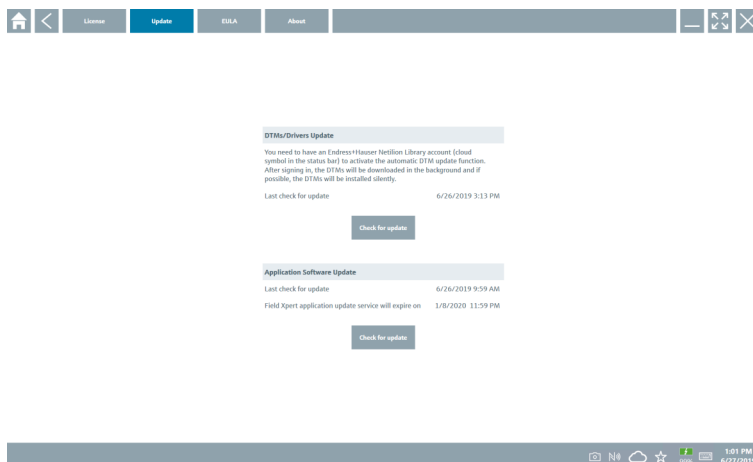 License Update EULA About
DTMs/Drivers Update
You need to have an Endress+Hauser Netilion Library account (cloud
symbol in the status bar) to activate the automatic DTM update function.
After signing in, the DTMs will be downloaded in the background and if
possible, the DTMs will be installed silently.
Last check for update 6/26/2019 3:13 PM
Check for update
Application Software Update
Last check for update 6/26/2019 9:59 AM
Field Xpert application update service will expire on 1/8/2020 11:59 PM
Check for update
1:01 PM